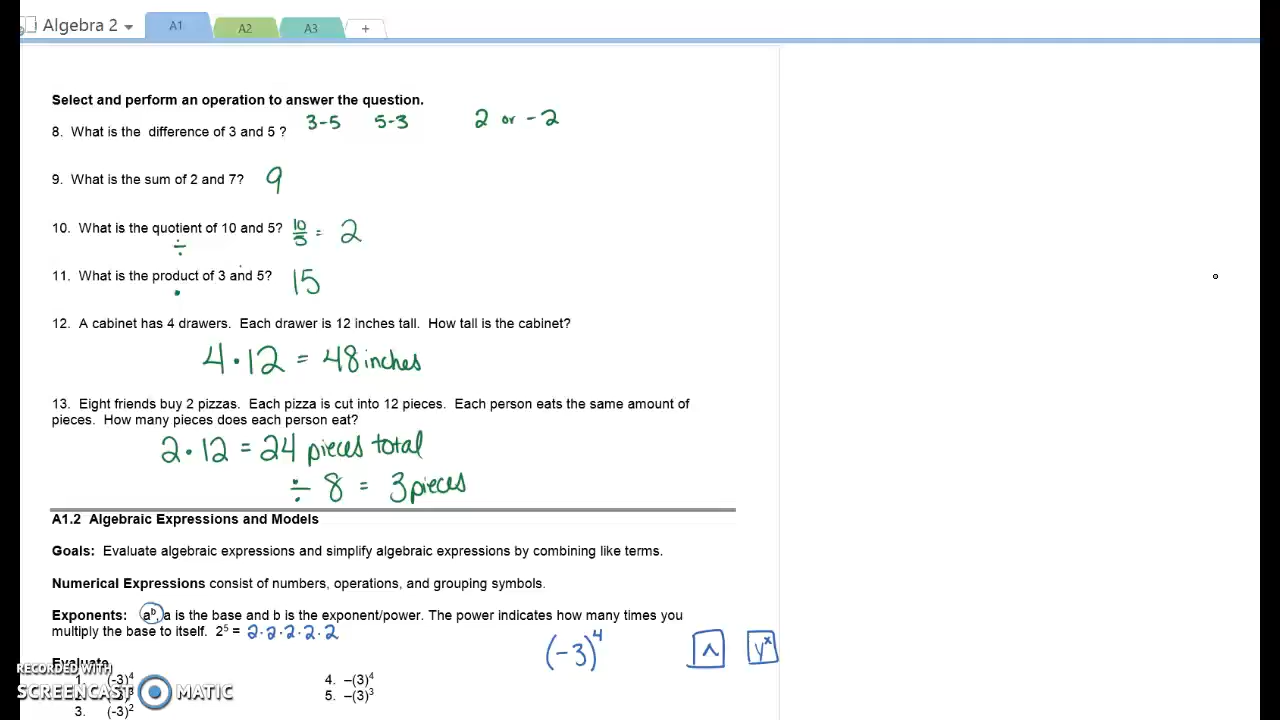 Algebra 2 A1 A2 A3 +
Select and perform an operation to answer the question.
8. What is the difference of 3 and 5 ? 3-5 5-3 2 or -2
9. What is the sum of 2 and 7? 9
10. What is the quotient of 10 and 5? 10/5 = 2
÷
11. What is the product of 3 and 5? 15
·
12. A cabinet has 4 drawers. Each drawer is 12 inches tall. How tall is the cabinet?
4·12 = 48 inches
13. Eight friends buy 2 pizzas. Each pizza is cut into 12 pieces. Each person eats the same amount of
pieces. How many pieces does each person eat?
2·12 = 24 pieces total
÷ 8 = 3 pieces
A1.2 Algebraic Expressions and Models
Goals: Evaluate algebraic expressions and simplify algebraic expressions by combining like terms.
Numerical Expressions consist of numbers, operations, and grouping symbols.
Exponents: aᵇ, a is the base and b is the exponent/power. The power indicates how many times you
multiply the base to itself. 2⁵ = 2·2·2·2·2
(-3)⁴ ^ yˣ
Evaluate
1. (-3)⁴ 4. –(3)⁴
(-3)³ 5. –(3)³
3. (-3)²
RECORDED WITH
SCREENCAST MATIC